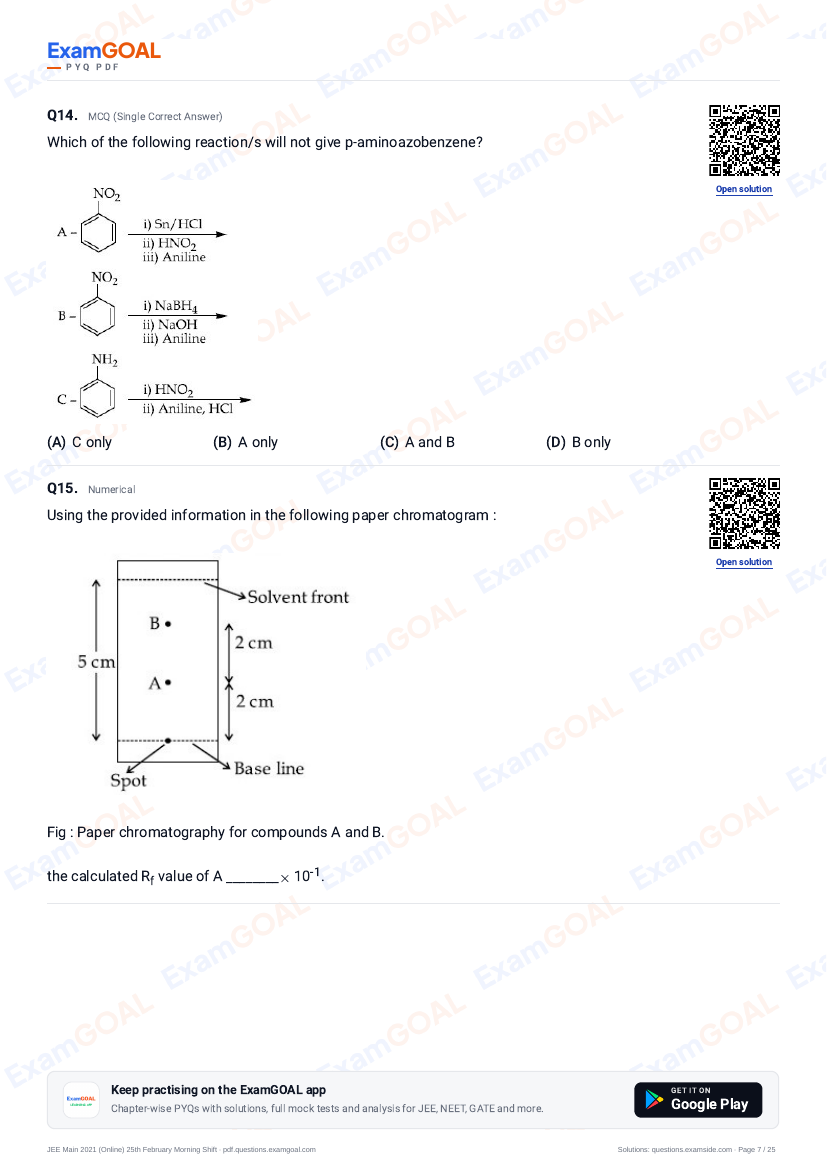 ExamGOAL
PYQ PDF
Q14. MCQ (Single Correct Answer)
Which of the following reaction/s will not give p-aminoazobenzene?
Open solution
NO2
A –
i) Sn/HCl
ii) HNO2
iii) Aniline
NO2
B –
i) NaBH4
ii) NaOH
iii) Aniline
NH2
C –
i) HNO2
ii) Aniline, HCl
(A) C only (B) A only (C) A and B (D) B only
Q15. Numerical
Using the provided information in the following paper chromatogram :
Open solution
Solvent front
B
2 cm
5 cm
A
2 cm
Base line
Spot
Fig : Paper chromatography for compounds A and B.
the calculated Rf value of A ________ × 10-1.
ExamGOAL
Keep practising on the ExamGOAL app
Chapter-wise PYQs with solutions, full mock tests and analysis for JEE, NEET, GATE and more.
GET IT ON
Google Play
JEE Main 2021 (Online) 25th February Morning Shift · pdf.questions.examgoal.com
Solutions: questions.examside.com · Page 7 / 25